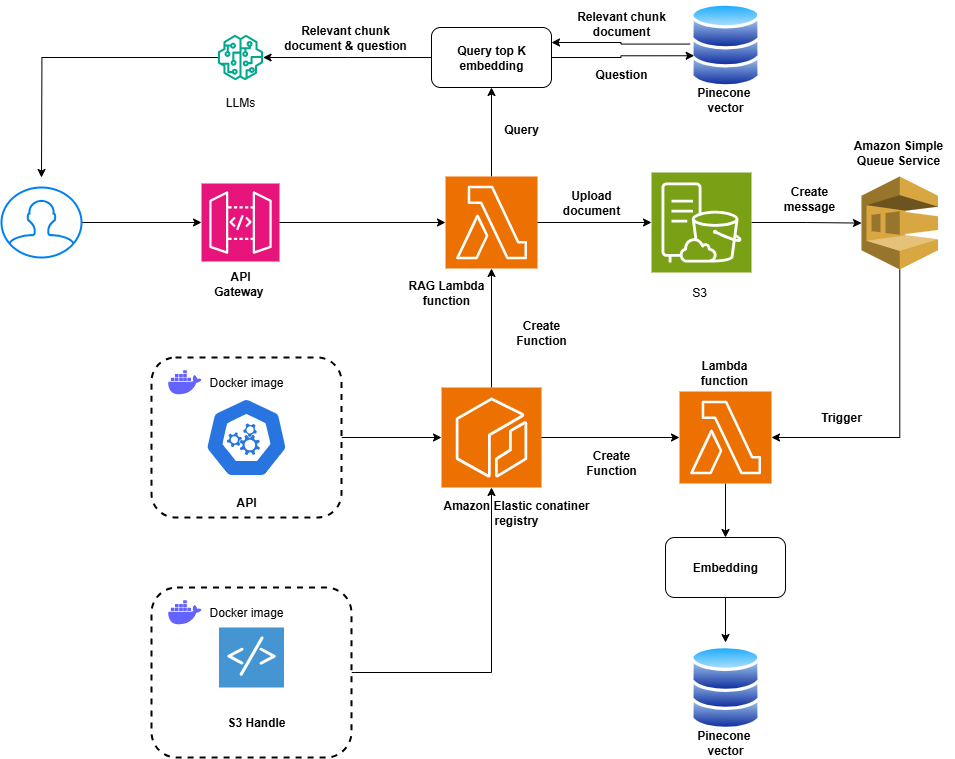 Relevant chunk
document & question
Query top K
embedding
Relevant chunk
document
Question
Pinecone
vector
LLMs
Query
Amazon Simple
Queue Service
</>
API
Gateway
RAG Lambda
function
Upload
document
S3
Create
message
Create
Function
Lambda
function
Trigger
Docker image
API
Amazon Elastic conatiner
registry
Create
Function
Embedding
Docker image
</>
S3 Handle
Pinecone
vector